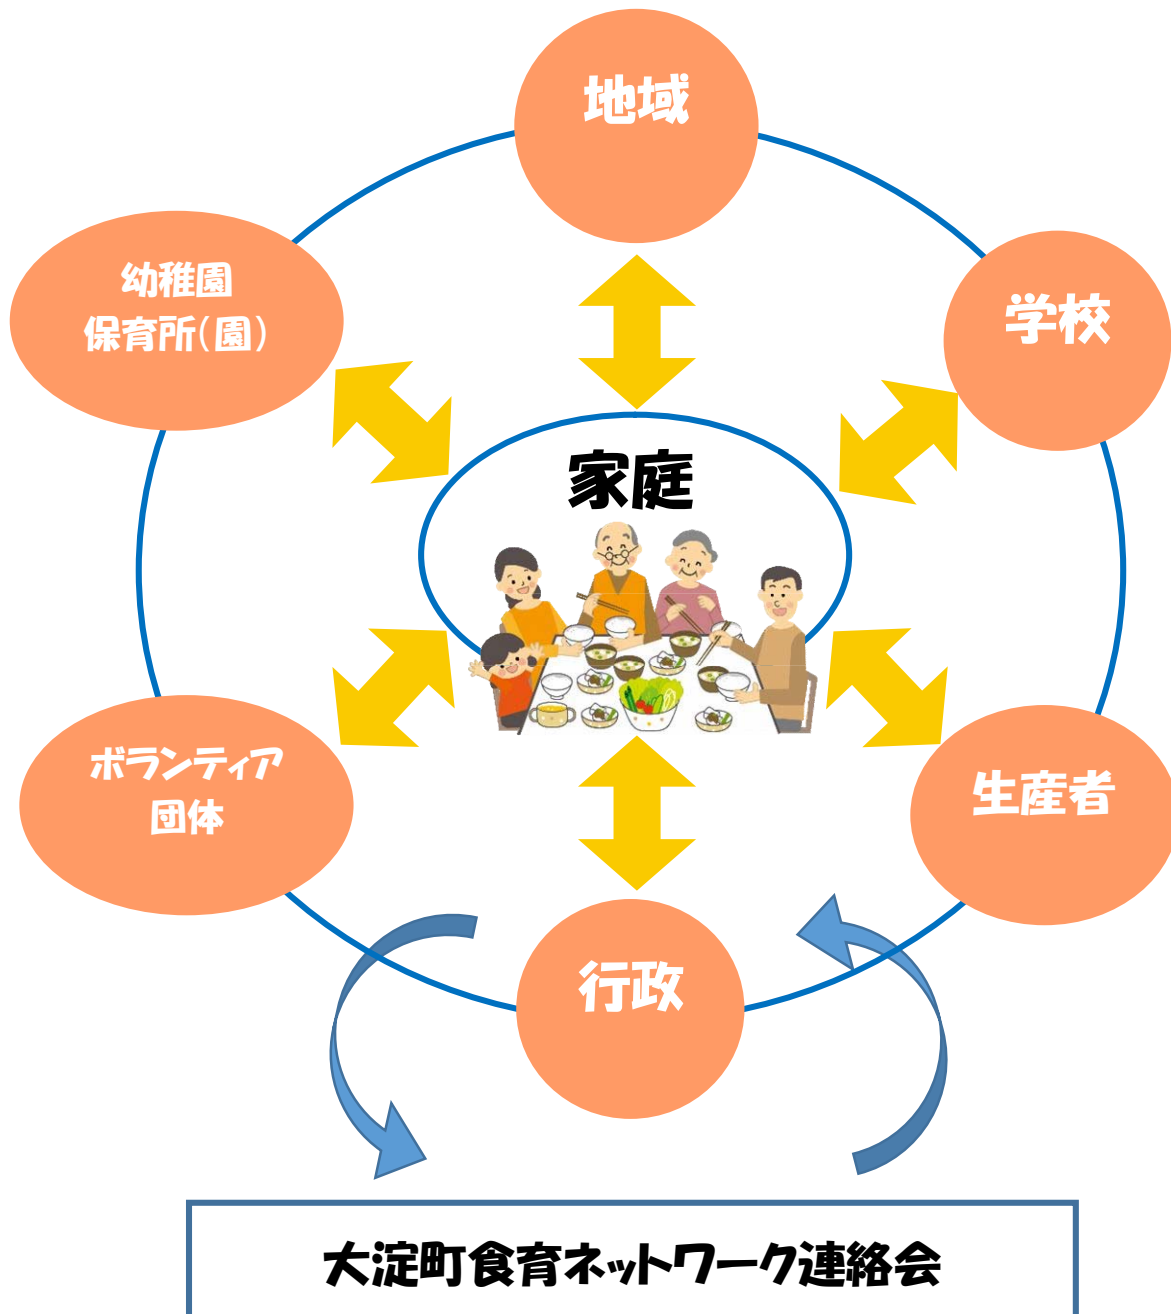 地域
幼稚園
保育所(園)
学校
家庭
ボランティア
団体
生産者
行政
大淀町食育ネットワーク連絡会